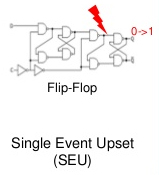 0->1
Flip-Flop
Single Event Upset
(SEU)